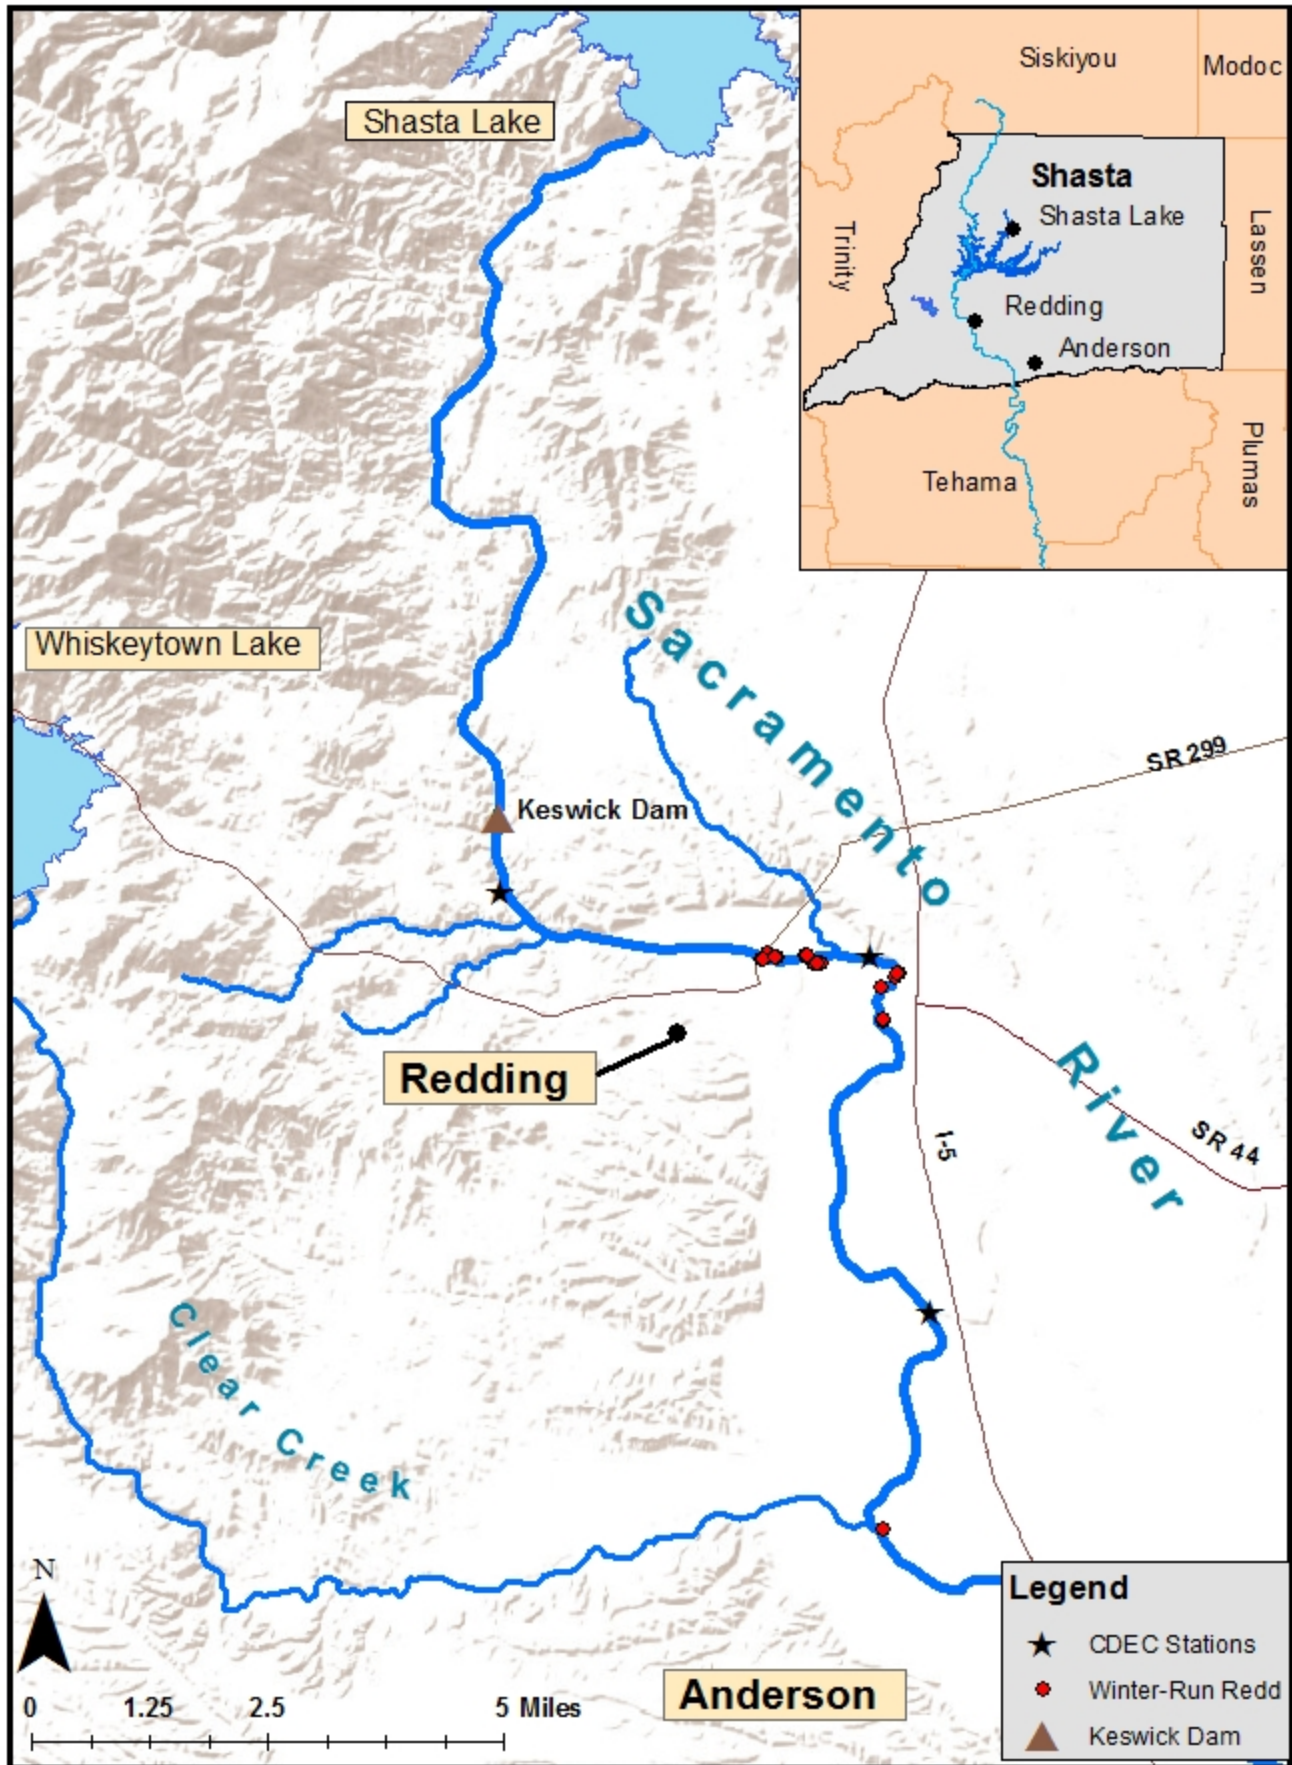 Shasta Lake
Siskiyou
Modoc
Shasta
Shasta Lake
Trinity
Lassen
Redding
Anderson
Tehama
Plumas
Sacramento
Whiskeytown Lake
SR 299
Keswick Dam
Redding
River
I-5
SR 44
Clear Creek
N
0 1.25 2.5 5 Miles
Anderson
Legend
CDEC Stations
Winter-Run Redd
Keswick Dam